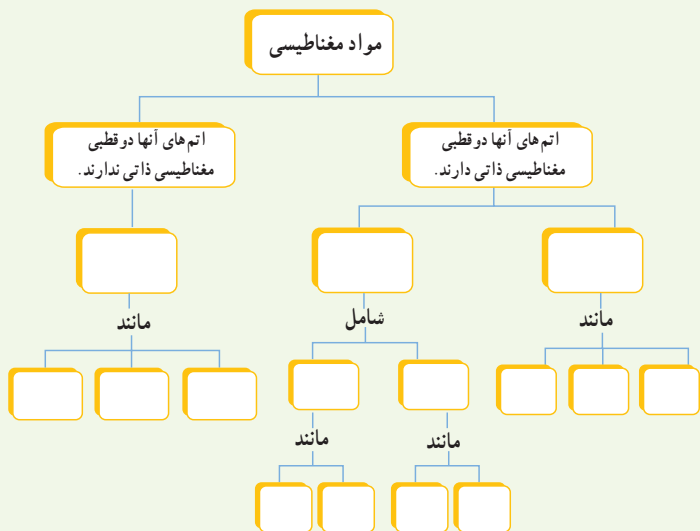 مواد مغناطیسی
اتم‌های آنها دوقطبی
مغناطیسی ذاتی دارند.
اتم‌های آنها دوقطبی
مغناطیسی ذاتی ندارند.
مانند
شامل
مانند
مانند
مانند